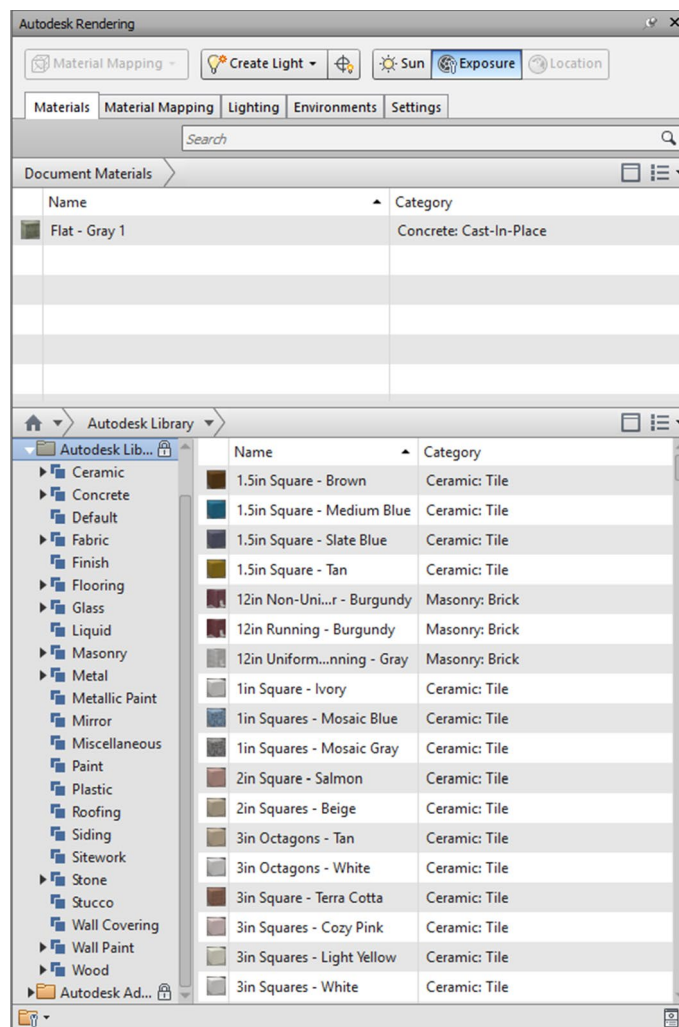 Autodesk Rendering
Material Mapping Create Light Sun Exposure Location
Materials Material Mapping Lighting Environments Settings
Search
Document Materials
Name Category
Flat - Gray 1 Concrete: Cast-In-Place
Autodesk Library
Autodesk Lib...
Ceramic
Concrete
Default
Fabric
Finish
Flooring
Glass
Liquid
Masonry
Metal
Metallic Paint
Mirror
Miscellaneous
Paint
Plastic
Roofing
Siding
Sitework
Stone
Stucco
Wall Covering
Wall Paint
Wood
Autodesk Ad...
Name Category
1.5in Square - Brown Ceramic: Tile
1.5in Square - Medium Blue Ceramic: Tile
1.5in Square - Slate Blue Ceramic: Tile
1.5in Square - Tan Ceramic: Tile
12in Non-Uni...r - Burgundy Masonry: Brick
12in Running - Burgundy Masonry: Brick
12in Uniform...nning - Gray Masonry: Brick
1in Square - Ivory Ceramic: Tile
1in Squares - Mosaic Blue Ceramic: Tile
1in Squares - Mosaic Gray Ceramic: Tile
2in Square - Salmon Ceramic: Tile
2in Squares - Beige Ceramic: Tile
3in Octagons - Tan Ceramic: Tile
3in Octagons - White Ceramic: Tile
3in Square - Terra Cotta Ceramic: Tile
3in Squares - Cozy Pink Ceramic: Tile
3in Squares - Light Yellow Ceramic: Tile
3in Squares - White Ceramic: Tile